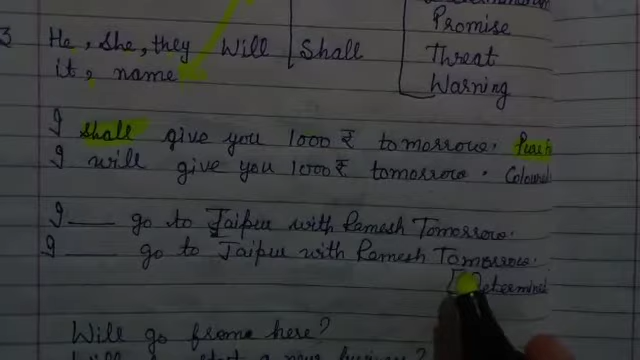 Promise
3 He, she, they Will Shall Threat
it, name Warning
I shall give you 1000 ₹ tomorrow.
I will give you 1000 ₹ tomorrow. Coloured
I ___ go to Jaipur with Ramesh Tomorrow.
I ___ go to Jaipur with Ramesh Tomorrow.
Will go from here?